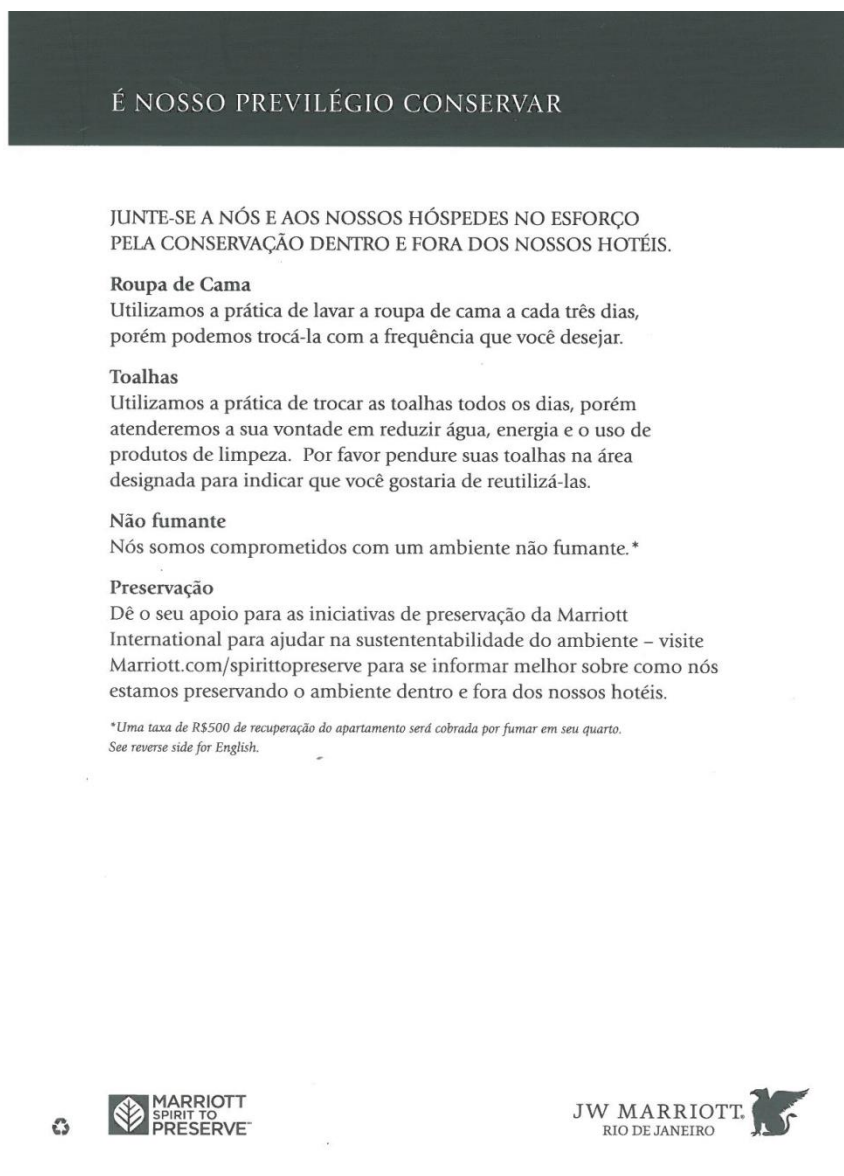 É NOSSO PREVILÉGIO CONSERVAR
JUNTE-SE A NÓS E AOS NOSSOS HÓSPEDES NO ESFORÇO
PELA CONSERVAÇÃO DENTRO E FORA DOS NOSSOS HOTÉIS.
Roupa de Cama
Utilizamos a prática de lavar a roupa de cama a cada três dias,
porém podemos trocá-la com a frequência que você desejar.
Toalhas
Utilizamos a prática de trocar as toalhas todos os dias, porém
atenderemos a sua vontade em reduzir água, energia e o uso de
produtos de limpeza. Por favor pendure suas toalhas na área
designada para indicar que você gostaria de reutilizá-las.
Não fumante
Nós somos comprometidos com um ambiente não fumante.*
Preservação
Dê o seu apoio para as iniciativas de preservação da Marriott
International para ajudar na sustententabilidade do ambiente – visite
Marriott.com/spirittopreserve para se informar melhor sobre como nós
estamos preservando o ambiente dentro e fora dos nossos hotéis.
*Uma taxa de R$500 de recuperação do apartamento será cobrada por fumar em seu quarto.
See reverse side for English.
MARRIOTT
SPIRIT TO
PRESERVE℠
JW MARRIOTT®
RIO DE JANEIRO